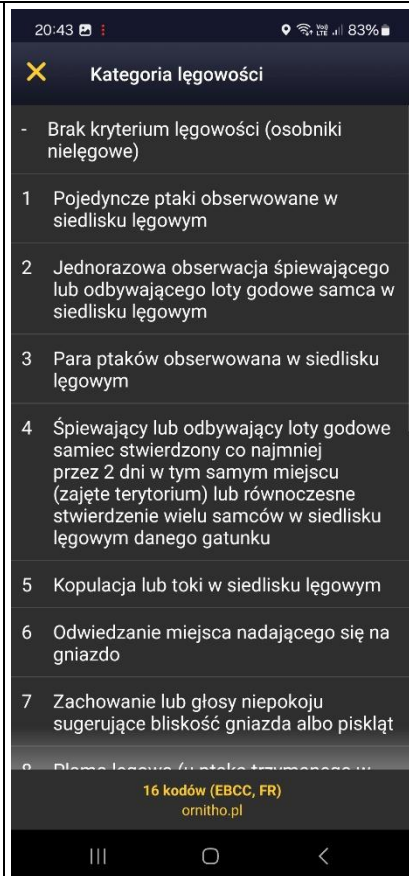 20:43 83%
Kategoria lęgowości
- Brak kryterium lęgowości (osobniki
nielęgowe)
1 Pojedyncze ptaki obserwowane w
siedlisku lęgowym
2 Jednorazowa obserwacja śpiewającego
lub odbywającego loty godowe samca w
siedlisku lęgowym
3 Para ptaków obserwowana w siedlisku
lęgowym
4 Śpiewający lub odbywający loty godowe
samiec stwierdzony co najmniej
przez 2 dni w tym samym miejscu
(zajęte terytorium) lub równoczesne
stwierdzenie wielu samców w siedlisku
lęgowym danego gatunku
5 Kopulacja lub toki w siedlisku lęgowym
6 Odwiedzanie miejsca nadającego się na
gniazdo
7 Zachowanie lub głosy niepokoju
sugerujące bliskość gniazda albo piskląt
16 kodów (EBCC, FR)
ornitho.pl